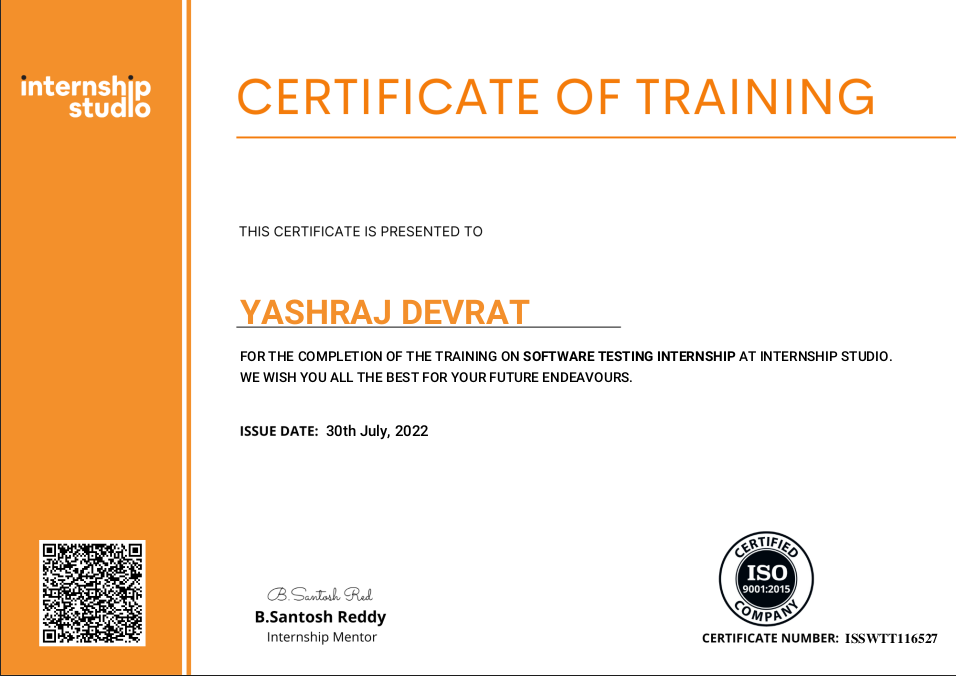 internship
studio
CERTIFICATE OF TRAINING
THIS CERTIFICATE IS PRESENTED TO
YASHRAJ DEVRAT
FOR THE COMPLETION OF THE TRAINING ON SOFTWARE TESTING INTERNSHIP AT INTERNSHIP STUDIO.
WE WISH YOU ALL THE BEST FOR YOUR FUTURE ENDEAVOURS.
ISSUE DATE: 30th July, 2022
B.Santosh Red
B.Santosh Reddy
Internship Mentor
CERTIFIED
ISO
9001:2015
COMPANY
CERTIFICATE NUMBER: ISSWTT116527